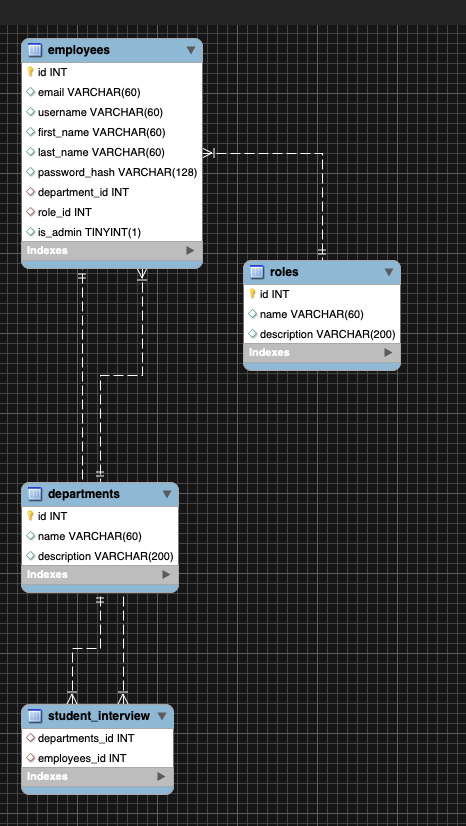 employees
id INT
email VARCHAR(60)
username VARCHAR(60)
first_name VARCHAR(60)
last_name VARCHAR(60)
password_hash VARCHAR(128)
department_id INT
role_id INT
is_admin TINYINT(1)
Indexes
roles
id INT
name VARCHAR(60)
description VARCHAR(200)
Indexes
departments
id INT
name VARCHAR(60)
description VARCHAR(200)
Indexes
student_interview
departments_id INT
employees_id INT
Indexes